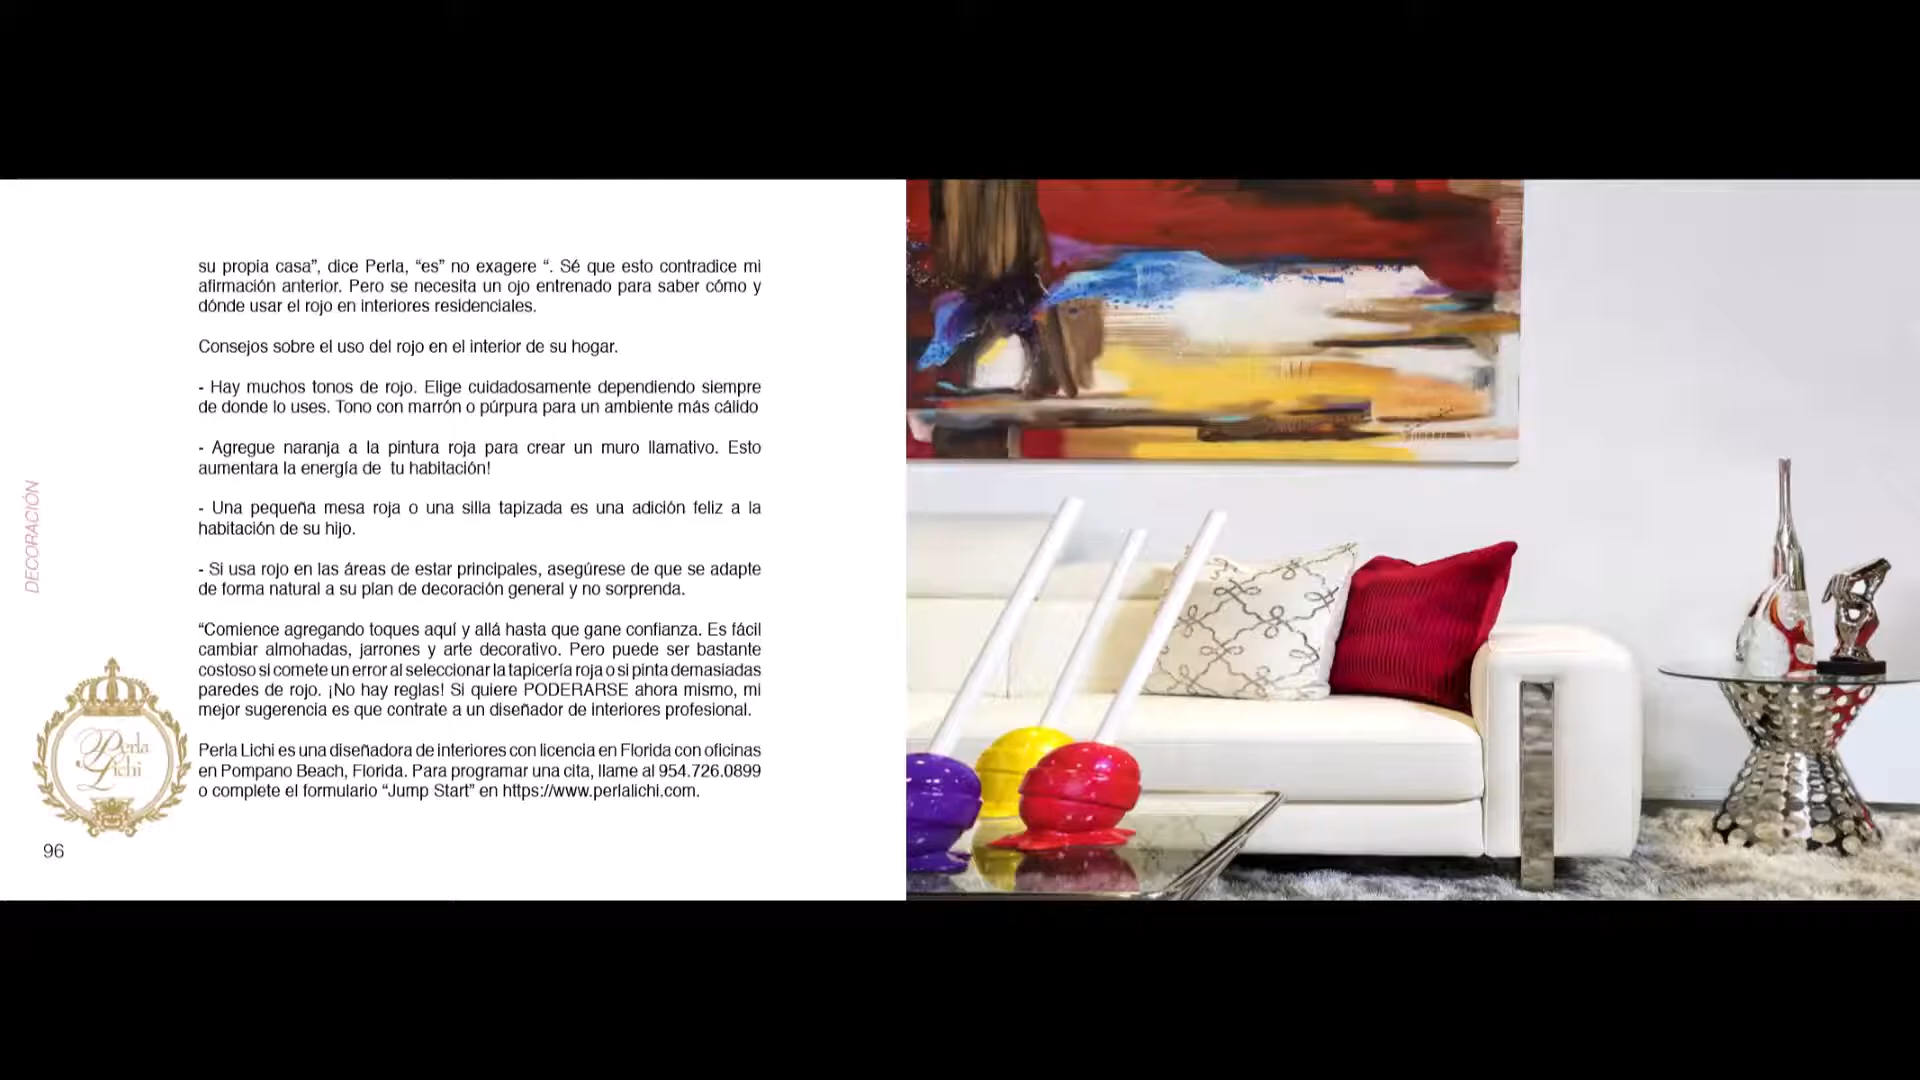 su propia casa”, dice Perla, “es” no exagere “. Sé que esto contradice mi
afirmación anterior. Pero se necesita un ojo entrenado para saber cómo y
dónde usar el rojo en interiores residenciales.
Consejos sobre el uso del rojo en el interior de su hogar.
- Hay muchos tonos de rojo. Elige cuidadosamente dependiendo siempre
de donde lo uses. Tono con marrón o púrpura para un ambiente más cálido
- Agregue naranja a la pintura roja para crear un muro llamativo. Esto
aumentara la energía de  tu habitación!
- Una pequeña mesa roja o una silla tapizada es una adición feliz a la
habitación de su hijo.
- Si usa rojo en las áreas de estar principales, asegúrese de que se adapte
de forma natural a su plan de decoración general y no sorprenda.
“Comience agregando toques aquí y allá hasta que gane confianza. Es fácil
cambiar almohadas, jarrones y arte decorativo. Pero puede ser bastante
costoso si comete un error al seleccionar la tapicería roja o si pinta demasiadas
paredes de rojo. ¡No hay reglas! Si quiere PODERARSE ahora mismo, mi
mejor sugerencia es que contrate a un diseñador de interiores profesional.
Perla Lichi es una diseñadora de interiores con licencia en Florida con oficinas
en Pompano Beach, Florida. Para programar una cita, llame al 954.726.0899
o complete el formulario “Jump Start” en https://www.perlalichi.com.
DECORACIÓN
Perla
Lichi
96